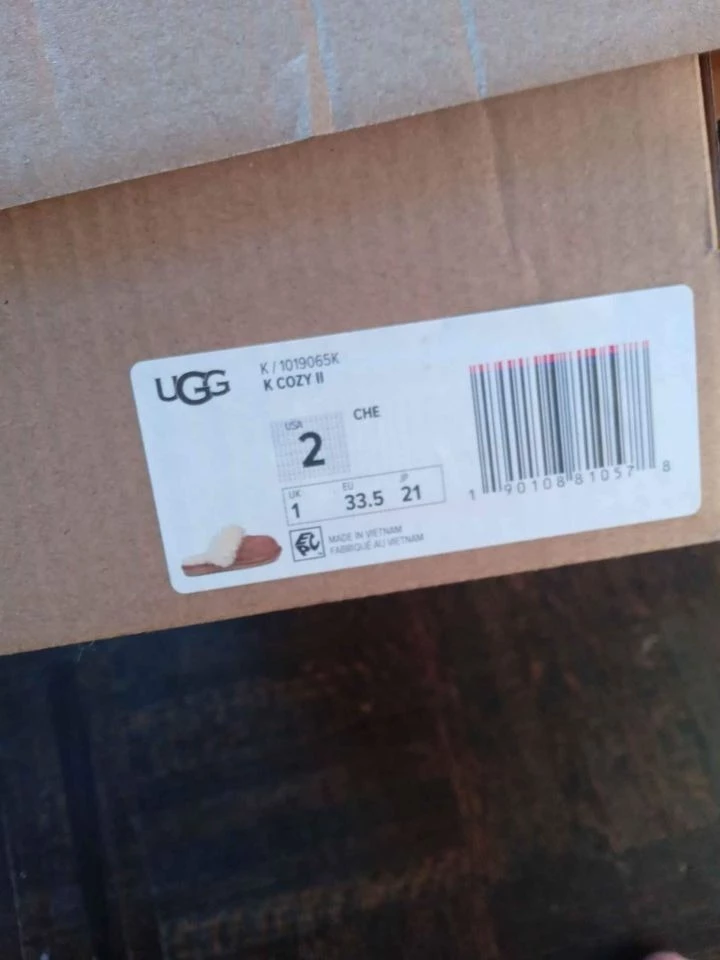 UGG
K / 1019065K
K COZY II
USA
2
CHE
UK
1
EU
33.5
JP
21
MADE IN VIETNAM
FABRIQUÉ AU VIETNAM
1 90108 81057 8